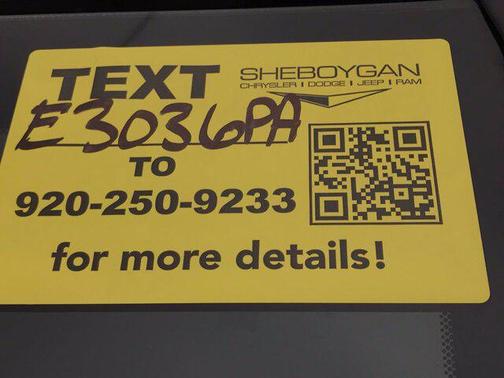 TEXT
SHEBOYGAN
CHRYSLER | DODGE | JEEP | RAM
E3036PA
TO
920-250-9233
for more details!